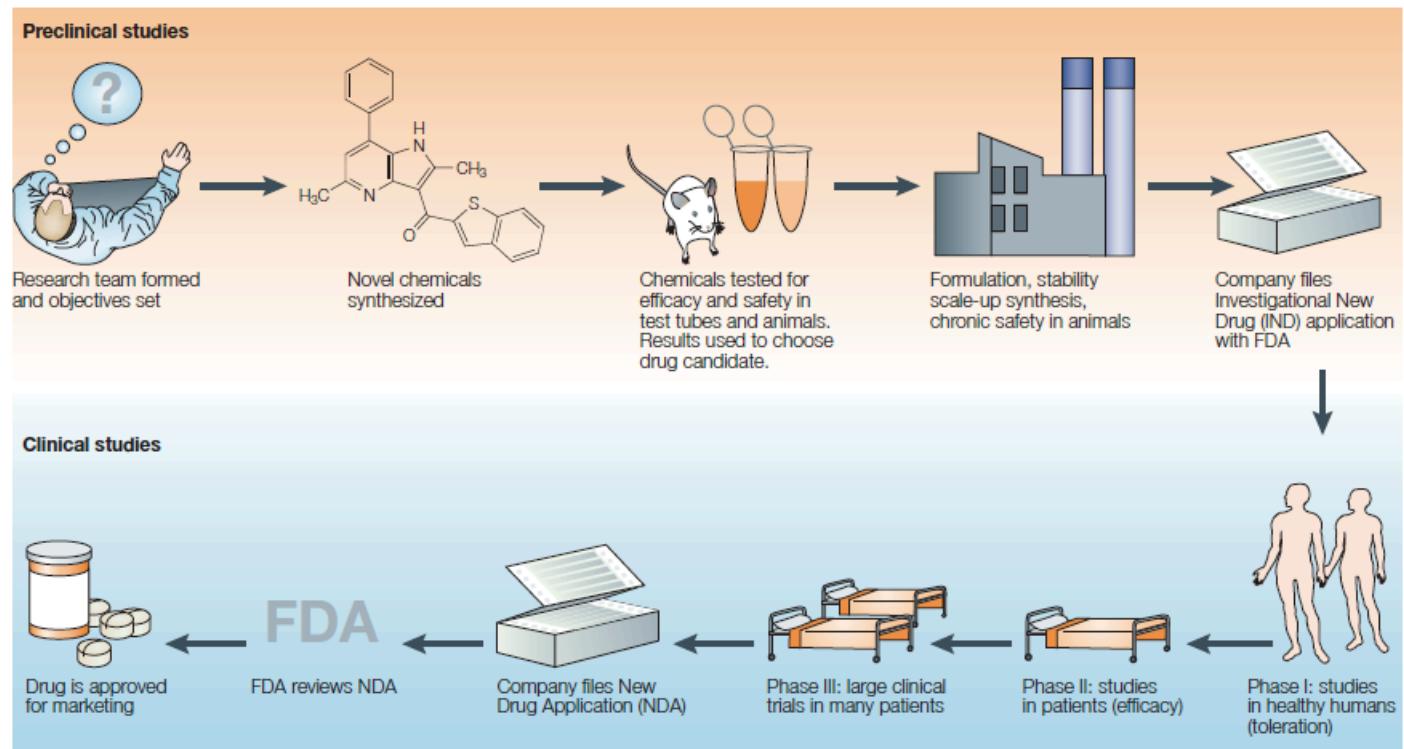 Preclinical studies
?
H
N
CH3
H3C
N
S
O
Research team formed
and objectives set
Novel chemicals
synthesized
Chemicals tested for
efficacy and safety in
test tubes and animals.
Results used to choose
drug candidate.
Formulation, stability
scale-up synthesis,
chronic safety in animals
Company files
Investigational New
Drug (IND) application
with FDA
Clinical studies
FDA
Drug is approved
for marketing
FDA reviews NDA
Company files New
Drug Application (NDA)
Phase III: large clinical
trials in many patients
Phase II: studies
in patients (efficacy)
Phase I: studies
in healthy humans
(toleration)